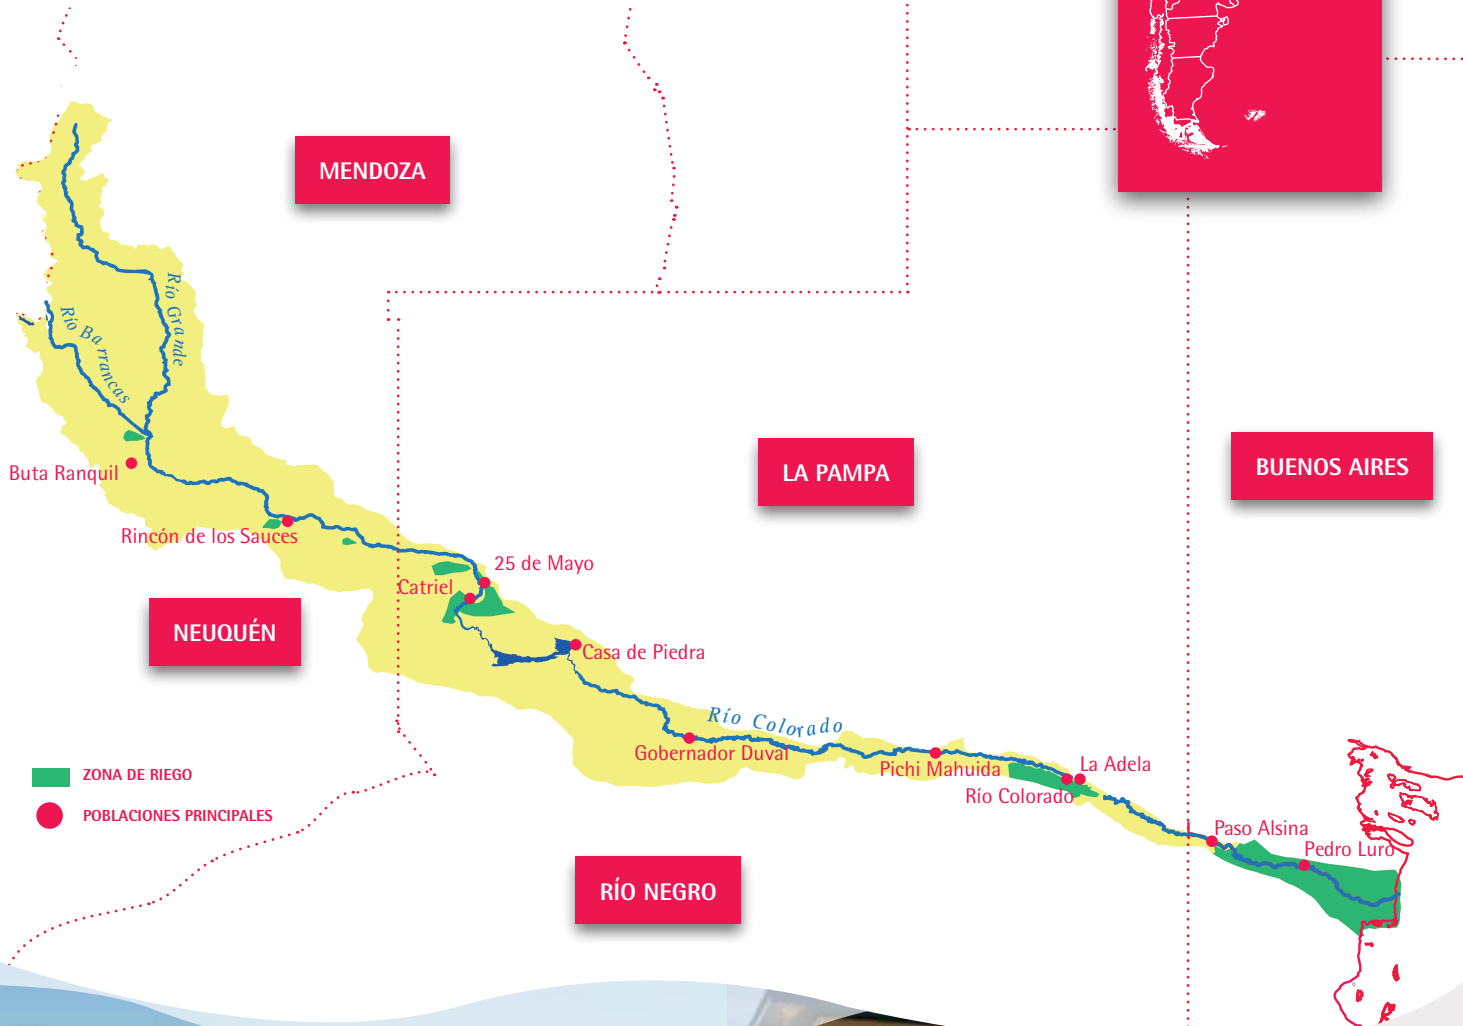 MENDOZA
Río Grande
Río Barrancas
LA PAMPA
BUENOS AIRES
Buta Ranquil
Rincón de los Sauces
25 de Mayo
Catriel
NEUQUÉN
Casa de Piedra
Río Colorado
Gobernador Duval
Pichi Mahuida
La Adela
Río Colorado
ZONA DE RIEGO
POBLACIONES PRINCIPALES
Paso Alsina
Pedro Luro
RÍO NEGRO